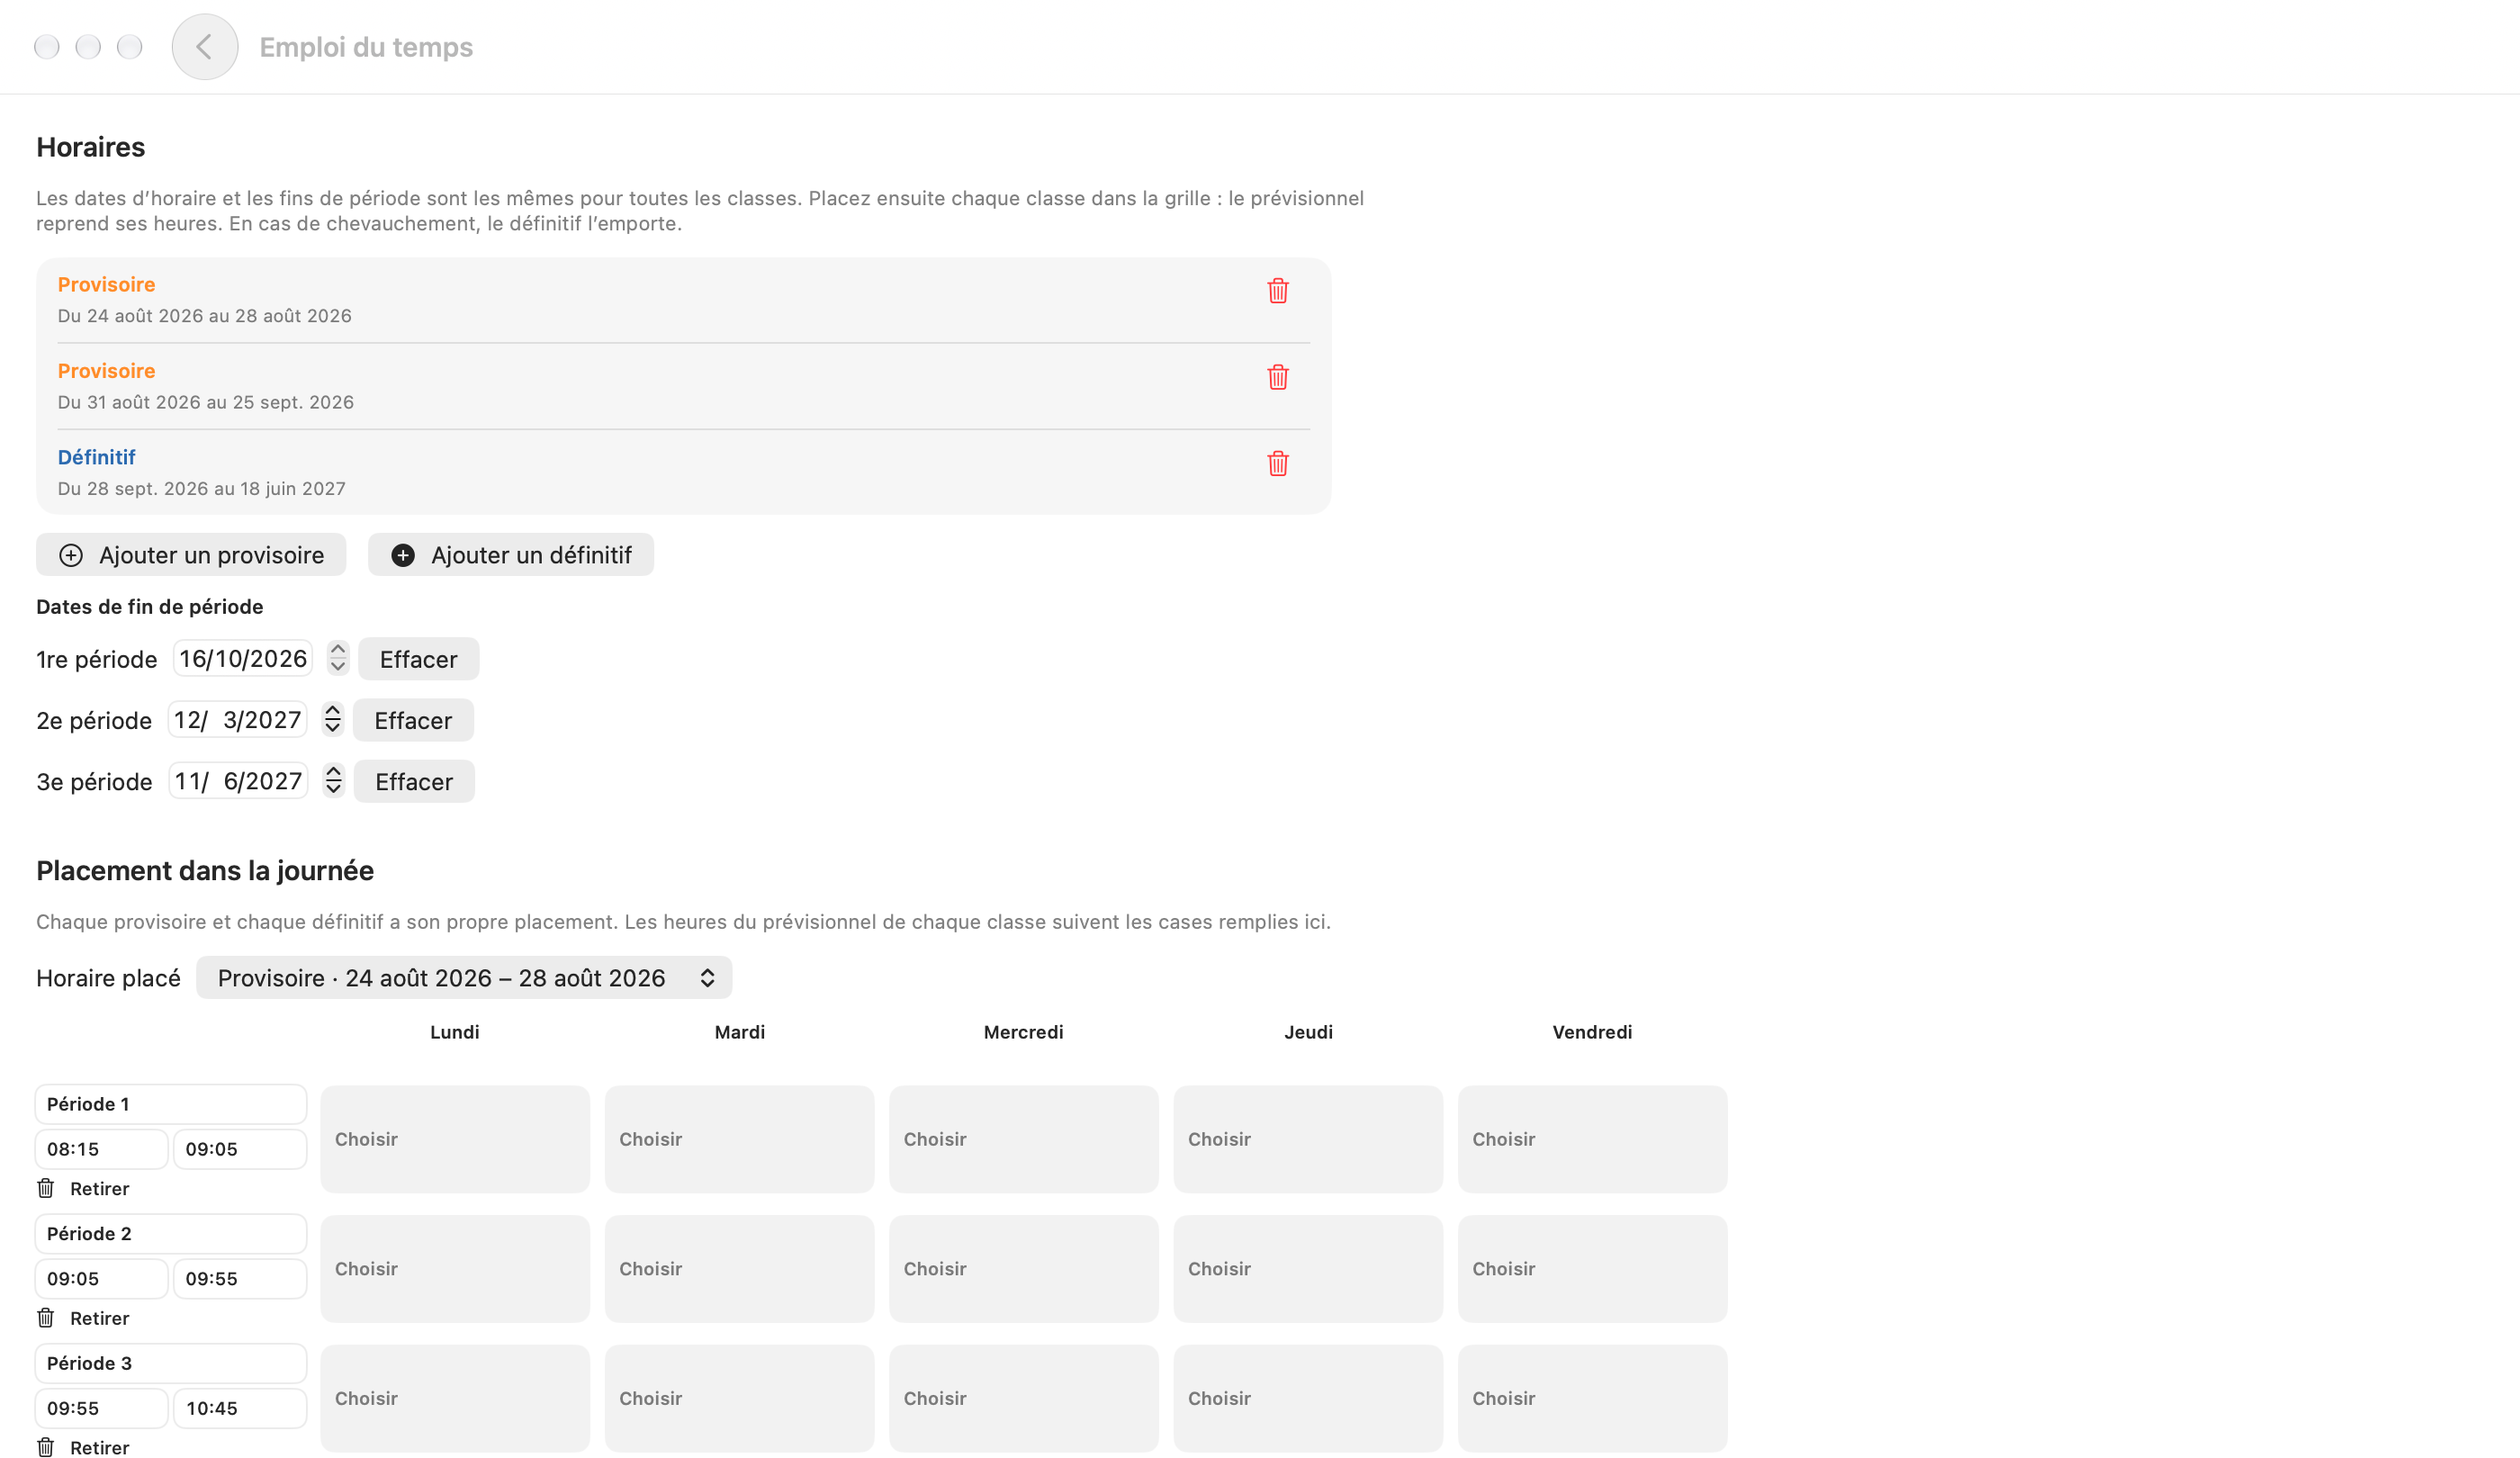 Emploi du temps
Horaires
Les dates d’horaire et les fins de période sont les mêmes pour toutes les classes. Placez ensuite chaque classe dans la grille : le prévisionnel
reprend ses heures. En cas de chevauchement, le définitif l’emporte.
Provisoire
Du 24 août 2026 au 28 août 2026
Provisoire
Du 31 août 2026 au 25 sept. 2026
Définitif
Du 28 sept. 2026 au 18 juin 2027
Ajouter un provisoire Ajouter un définitif
Dates de fin de période
1re période 16/10/2026 Effacer
2e période 12/ 3/2027 Effacer
3e période 11/ 6/2027 Effacer
Placement dans la journée
Chaque provisoire et chaque définitif a son propre placement. Les heures du prévisionnel de chaque classe suivent les cases remplies ici.
Horaire placé Provisoire · 24 août 2026 – 28 août 2026
Lundi Mardi Mercredi Jeudi Vendredi
Période 1
08:15 09:05
Choisir Choisir Choisir Choisir Choisir
Retirer
Période 2
09:05 09:55
Choisir Choisir Choisir Choisir Choisir
Retirer
Période 3
09:55 10:45
Choisir Choisir Choisir Choisir Choisir
Retirer